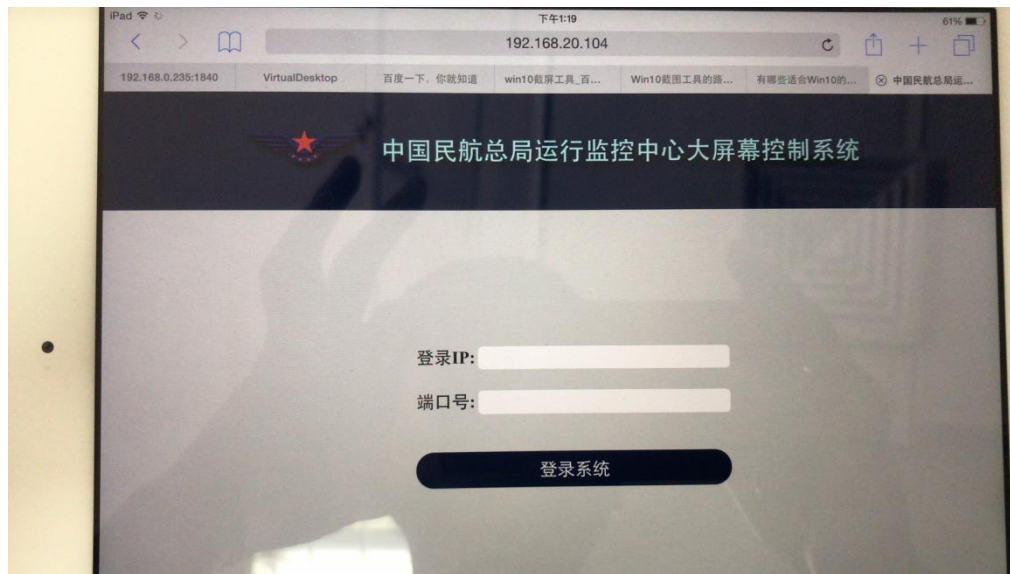 iPad 下午1:19 61%
192.168.20.104
192.168.0.235:1840 VirtualDesktop 百度一下，你就知道 win10截屏工具_百... Win10截图工具的路... 有哪些适合Win10的... 中国民航总局运...
中国民航总局运行监控中心大屏幕控制系统
登录IP:
端口号:
登录系统